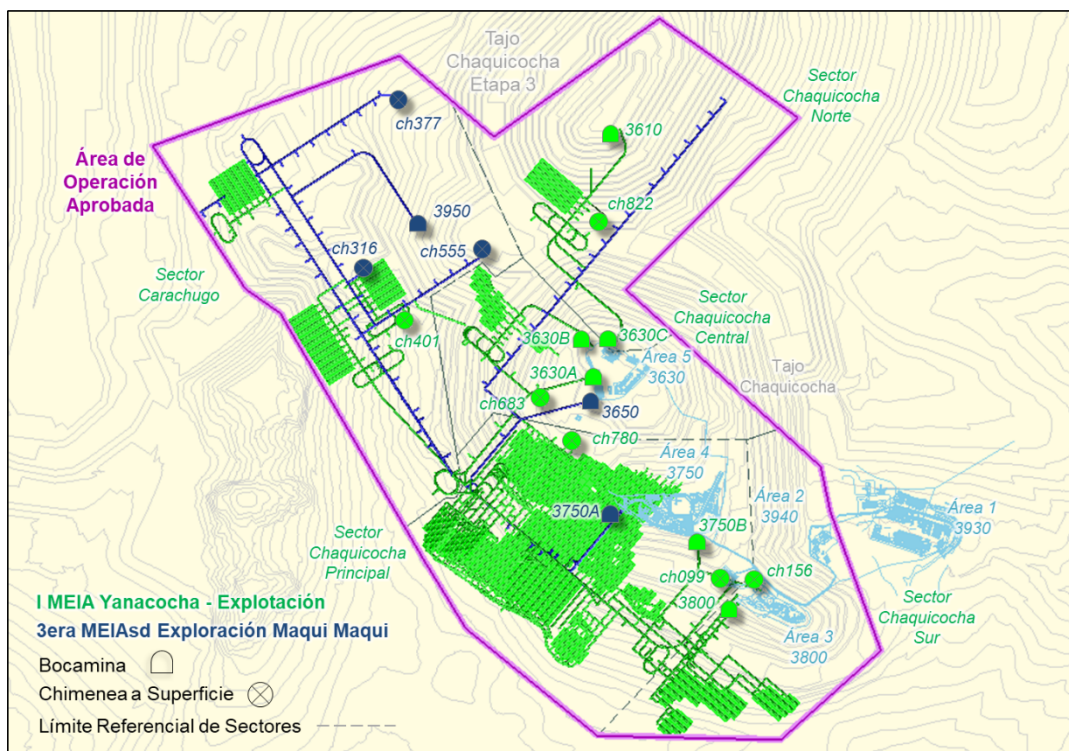 Tajo
Chaquicocha
Etapa 3
Sector
Chaquicocha
Norte
ch377
3610
Área de
Operación
Aprobada
ch822
3950
ch555
ch316
Sector
Carachugo
Sector
Chaquicocha
Central
ch401
3630B
3630C
Área 5
3630
3630A
Tajo
Chaquicocha
ch683
3650
ch780
Área 4
3750
Área 2
3940
Área 1
3930
3750A
3750B
Sector
Chaquicocha
Principal
ch099
ch156
3800
Sector
Chaquicocha
Sur
Área 3
3800
I MEIA Yanacocha - Explotación
3era MEIAsd Exploración Maqui Maqui
Bocamina
Chimenea a Superficie
Límite Referencial de Sectores